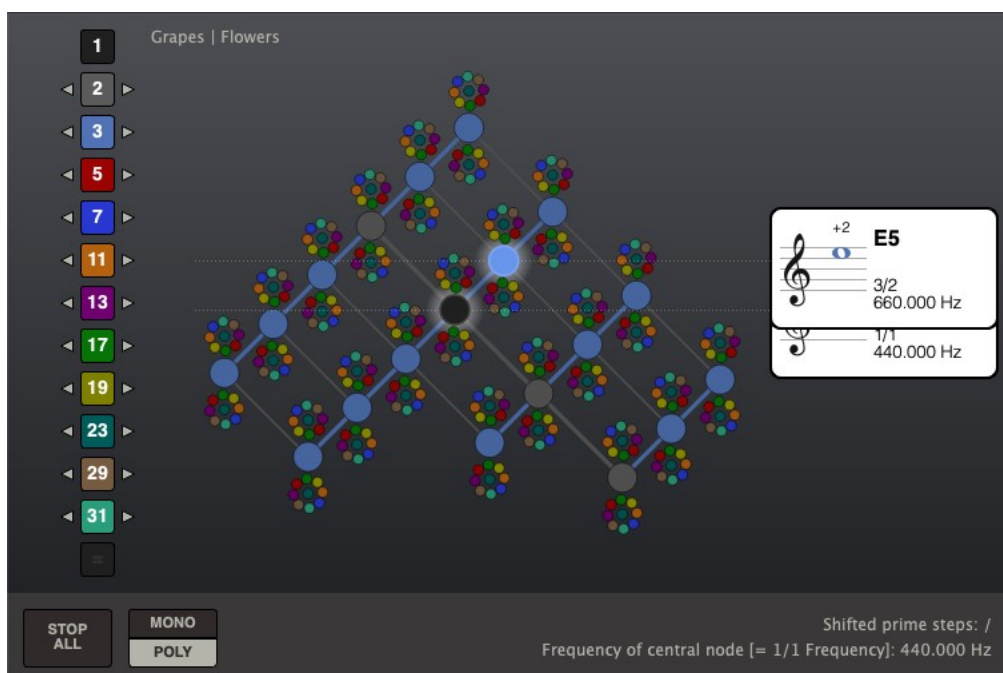 1
Grapes | Flowers
2
3
5
7
11
13
17
19
23
29
31
=
+2
E5
3/2
660.000 Hz
1/1
440.000 Hz
STOP
ALL
MONO
POLY
Shifted prime steps: /
Frequency of central node [= 1/1 Frequency]: 440.000 Hz